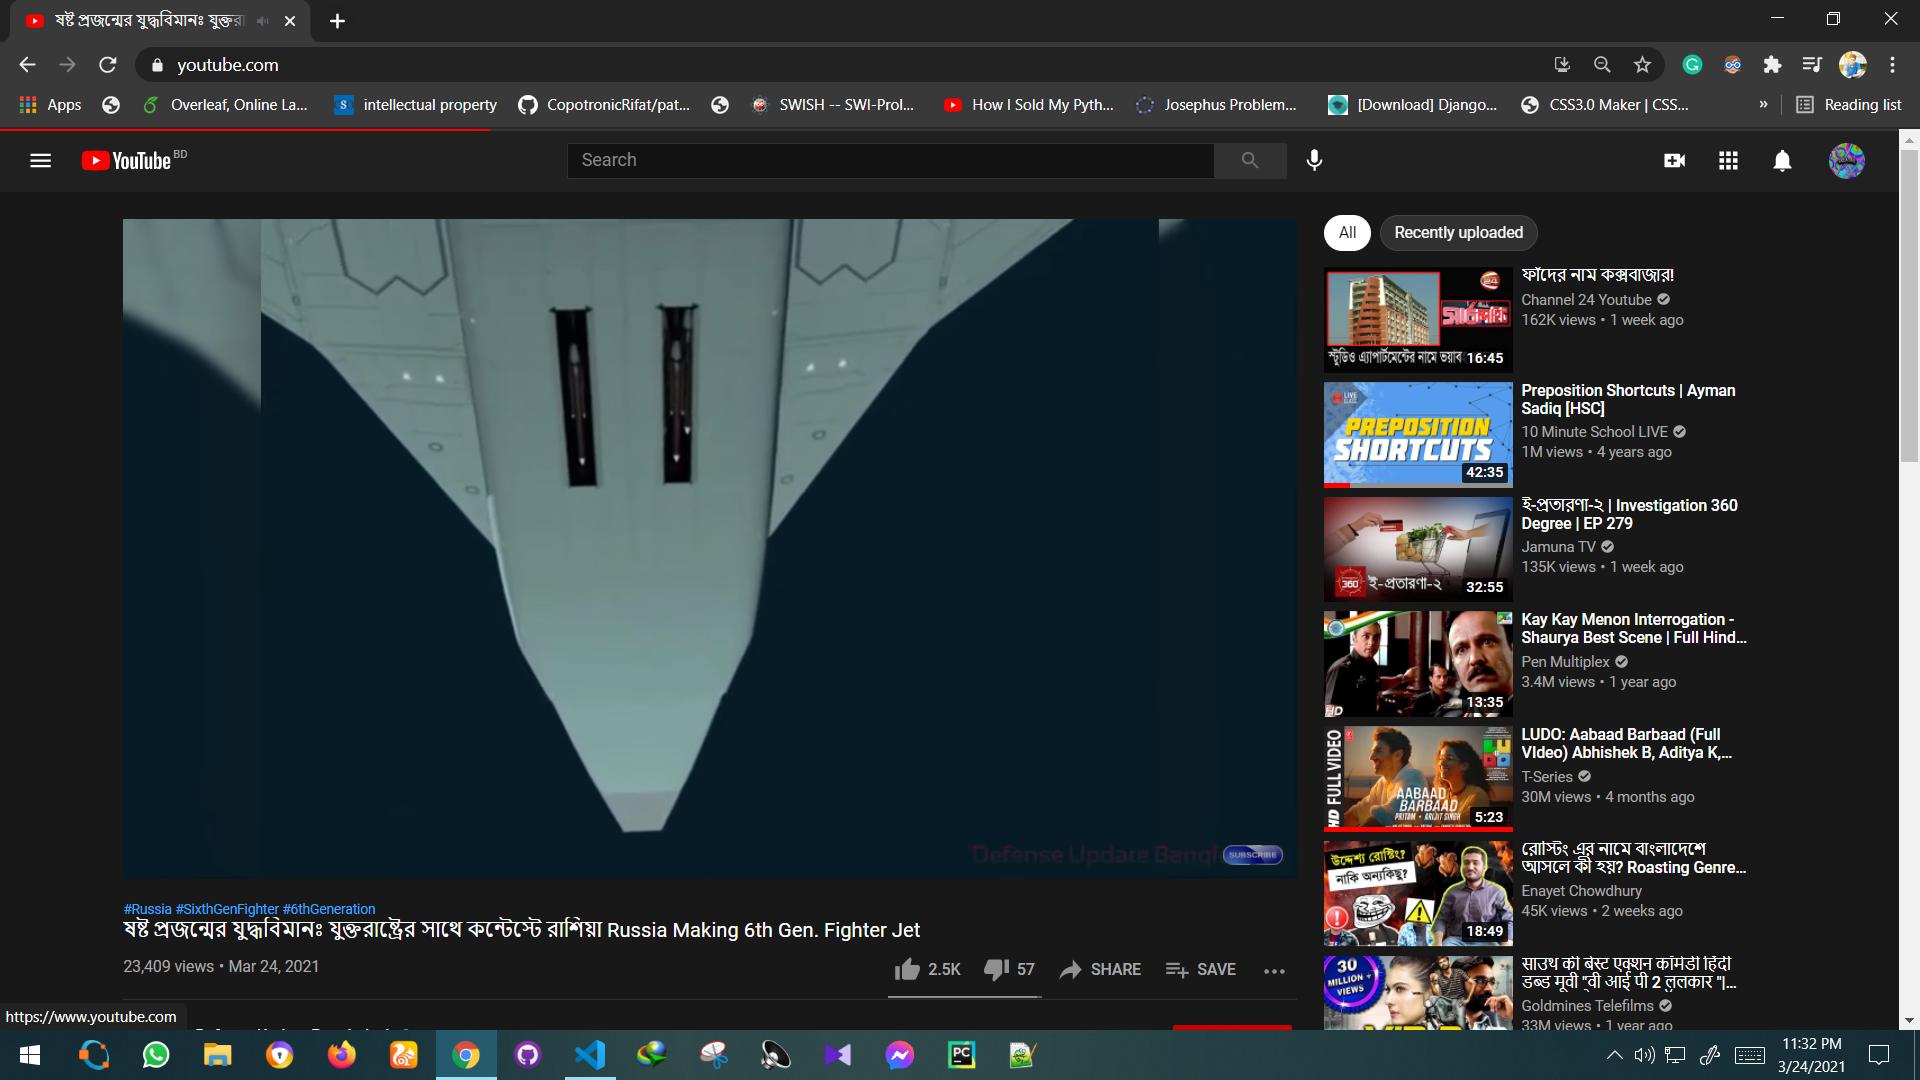 ষষ্ট প্রজন্মের যুদ্ধবিমানঃ যুক্তরা
youtube.com
Apps
Overleaf, Online La...
intellectual property
CopotronicRifat/pat...
SWISH -- SWI-Prol...
How I Sold My Pyth...
Josephus Problem...
[Download] Django...
CSS3.0 Maker | CSS...
»
Reading list
YouTube BD
Search
All
Recently uploaded
ফাঁদের নাম কক্সবাজার!
Channel 24 Youtube
162K views • 1 week ago
24
সার্চলাইট
স্টুডিও এ্যাপার্টমেন্টের নামে ভয়াব
16:45
Preposition Shortcuts | Ayman
Sadiq [HSC]
10 Minute School LIVE
1M views • 4 years ago
LIVE
PREPOSITION
SHORTCUTS
42:35
ই-প্রতারণা-২ | Investigation 360
Degree | EP 279
Jamuna TV
135K views • 1 week ago
360
ই-প্রতারণা-২
32:55
Kay Kay Menon Interrogation -
Shaurya Best Scene | Full Hind...
Pen Multiplex
3.4M views • 1 year ago
HD
13:35
LUDO: Aabaad Barbaad (Full
VIdeo) Abhishek B, Aditya K,...
T-Series
30M views • 4 months ago
HD FULL VIDEO
LUDO
AABAAD
BARBAAD
PRITAM • ARIJIT SINGH
5:23
রোস্টিং এর নামে বাংলাদেশে
আসলে কী হয়? Roasting Genre...
Enayet Chowdhury
45K views • 2 weeks ago
উদ্দেশ্য রোস্টিং?
নাকি অন্যকিছু?
18:49
साउथ की बेस्ट एक्शन कॉमेडी हिंदी
डब्ड मूवी "वी आई पी 2 ललकार "|...
Goldmines Telefilms
33M views • 1 year ago
30
MILLION +
VIEWS
Defense Update Bangl
SUBSCRIBE
#Russia #SixthGenFighter #6thGeneration
ষষ্ট প্রজন্মের যুদ্ধবিমানঃ যুক্তরাষ্ট্রের সাথে কন্টেস্টে রাশিয়া Russia Making 6th Gen. Fighter Jet
23,409 views • Mar 24, 2021
2.5K
57
SHARE
SAVE
https://www.youtube.com
PC
11:32 PM
3/24/2021